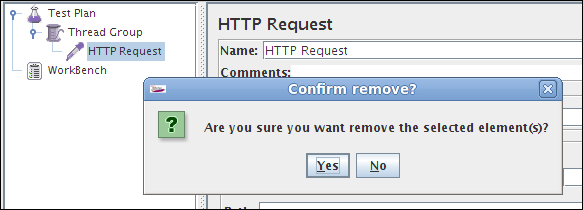 Test Plan
Thread Group
HTTP Request
WorkBench
HTTP Request
Name: HTTP Request
Comments:
Confirm remove?
Are you sure you want remove the selected element(s)?
Yes No